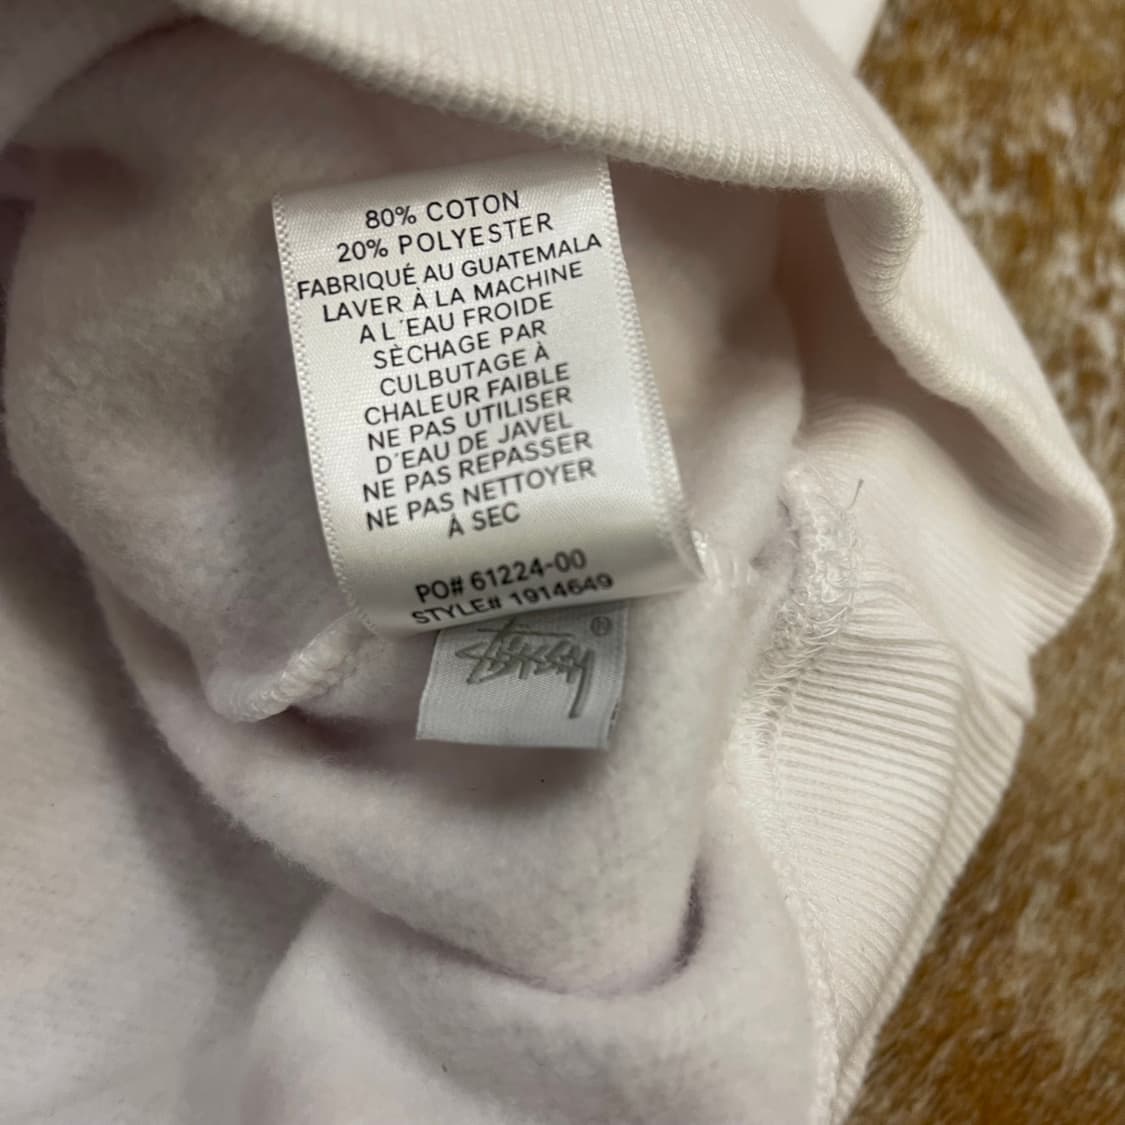 80% COTON
20% POLYESTER
FABRIQUÉ AU GUATEMALA
LAVER À LA MACHINE
A L´EAU FROIDE
SÈCHAGE PAR
CULBUTAGE À
CHALEUR FAIBLE
NE PAS UTILISER
D´EAU DE JAVEL
NE PAS REPASSER
NE PAS NETTOYER
À SEC
PO# 61224-00
STYLE# 1914649
Stüssy ®